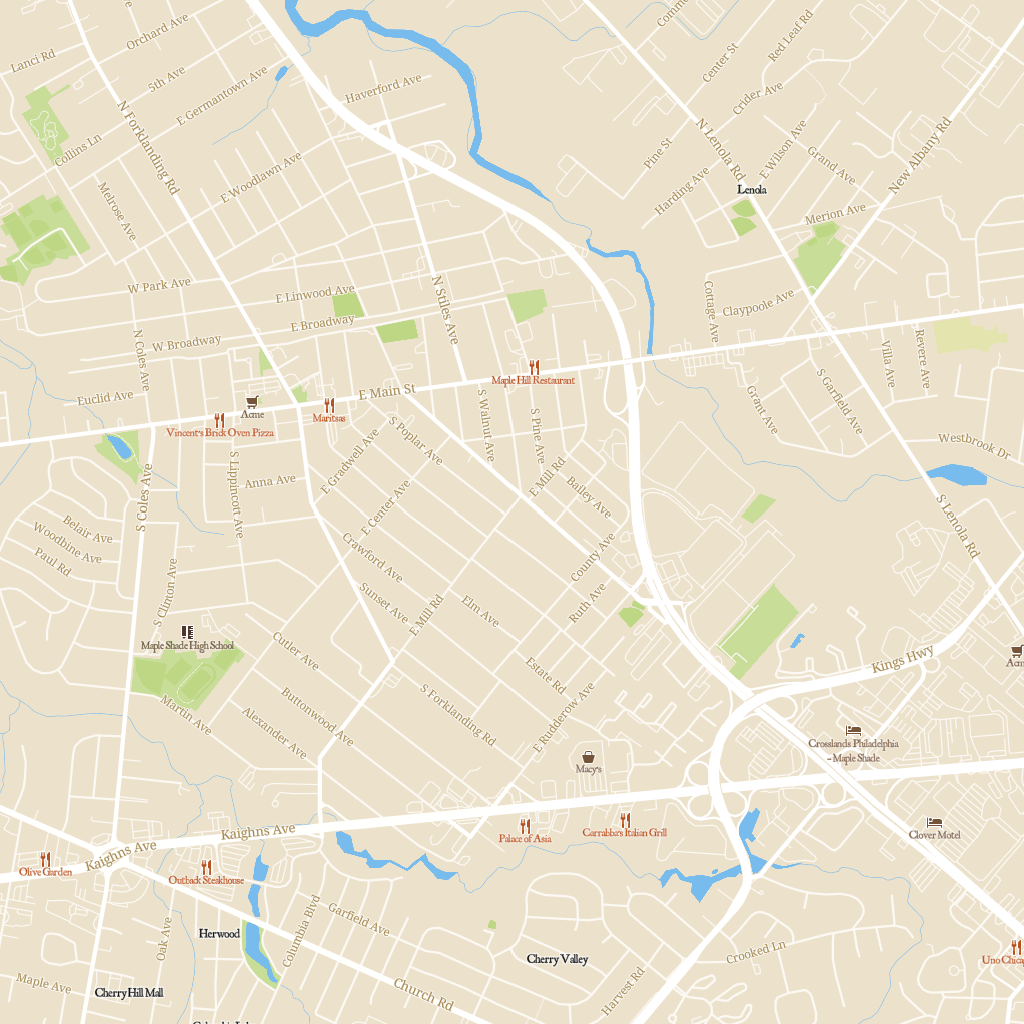 Orchard Ave
Comm
Lanci Rd
Center St
Red Leaf Rd
5th Ave
E Germantown Ave
Haverford Ave
Crider Ave
N Forklanding Rd
N Lenola Rd
E Wilson Ave
New Albany Rd
Collins Ln
Pine St
Grand Ave
E Woodlawn Ave
Melrose Ave
Harding Ave
Lenola
Merion Ave
W Park Ave
E Linwood Ave
N Stiles Ave
Cottage Ave
Claypoole Ave
E Broadway
W Broadway
N Coles Ave
Villa Ave
Revere Ave
Maple Hill Restaurant
Euclid Ave
E Main St
S Garfield Ave
Grant Ave
Acme
Maritsas
Vincent's Brick Oven Pizza
S Walnut Ave
S Pine Ave
S Poplar Ave
Westbrook Dr
E Gradwell Ave
S Lippincott Ave
Anna Ave
E Mill Rd
Bailey Ave
S Coles Ave
E Center Ave
S Lenola Rd
Belair Ave
Woodbine Ave
Paul Rd
Crawford Ave
County Ave
S Clinton Ave
Sunset Ave
Elm Ave
Ruth Ave
E Mill Rd
Maple Shade High School
Cutler Ave
Kings Hwy
Acme
Estate Rd
Martin Ave
Buttonwood Ave
Alexander Ave
S Forklanding Rd
E Rudderow Ave
Crosslands Philadelphia
- Maple Shade
Macy's
Kaighns Ave
Palace of Asia
Carrabba's Italian Grill
Clover Motel
Kaighns Ave
Olive Garden
Outback Steakhouse
Garfield Ave
Columbia Blvd
Oak Ave
Herwood
Crooked Ln
Cherry Valley
Uno Chica
Maple Ave
Cherry Hill Mall
Church Rd
Harvest Rd